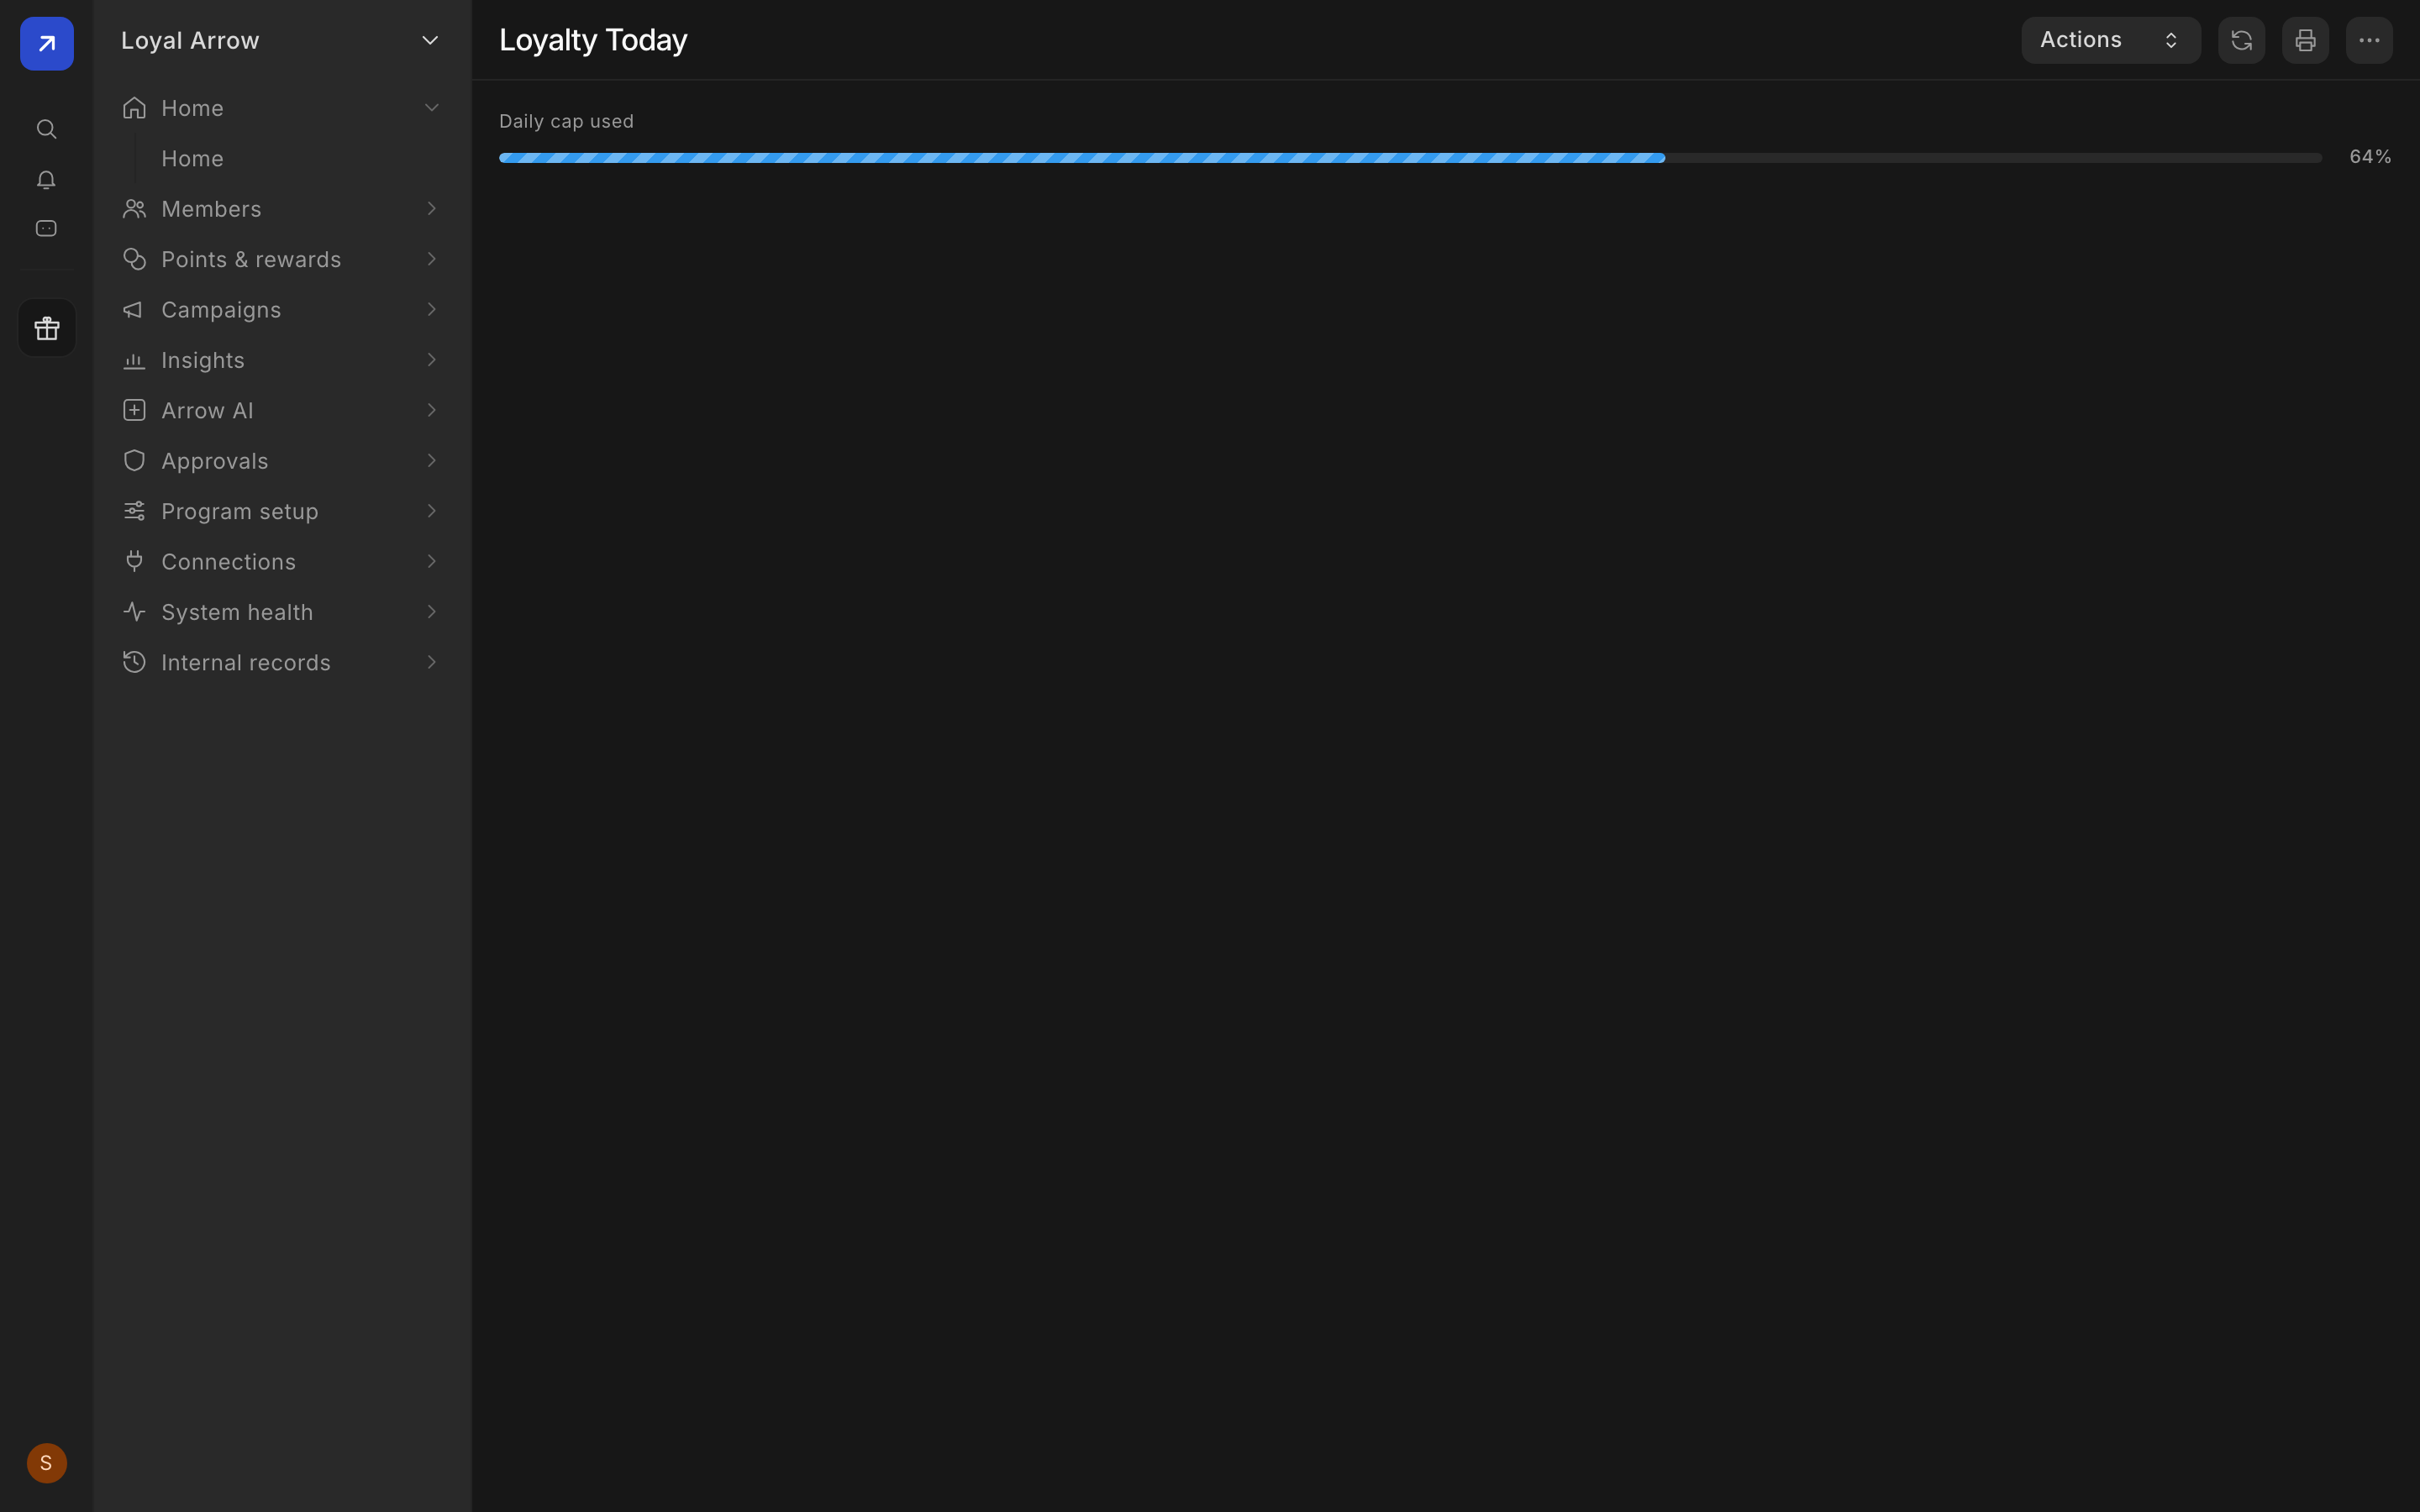 Loyal Arrow
Home
Home
Members
Points & rewards
Campaigns
Insights
Arrow AI
Approvals
Program setup
Connections
System health
Internal records
S
Loyalty Today
Actions
Daily cap used
64%